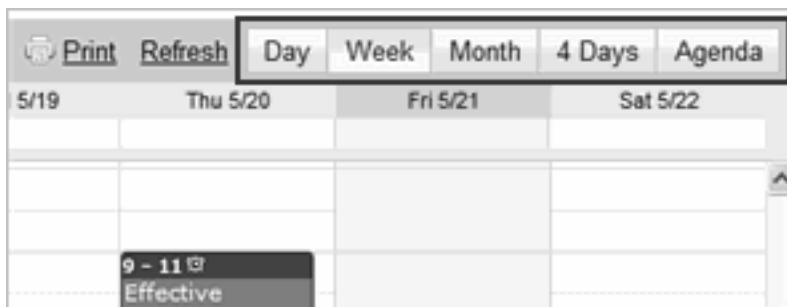 Print Refresh Day Week Month 4 Days Agenda
5/19 Thu 5/20 Fri 5/21 Sat 5/22
9 – 11
Effective